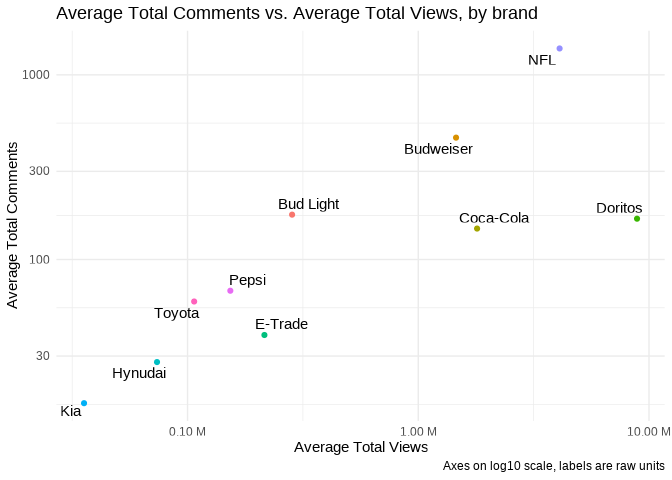 Average Total Comments vs. Average Total Views, by brand
NFL
1000
Budweiser
300
Bud Light
Doritos
Coca-Cola
Average Total Comments
100
Pepsi
Toyota
E-Trade
30
Hynudai
Kia
0.10 M
1.00 M
10.00 M
Average Total Views
Axes on log10 scale, labels are raw units